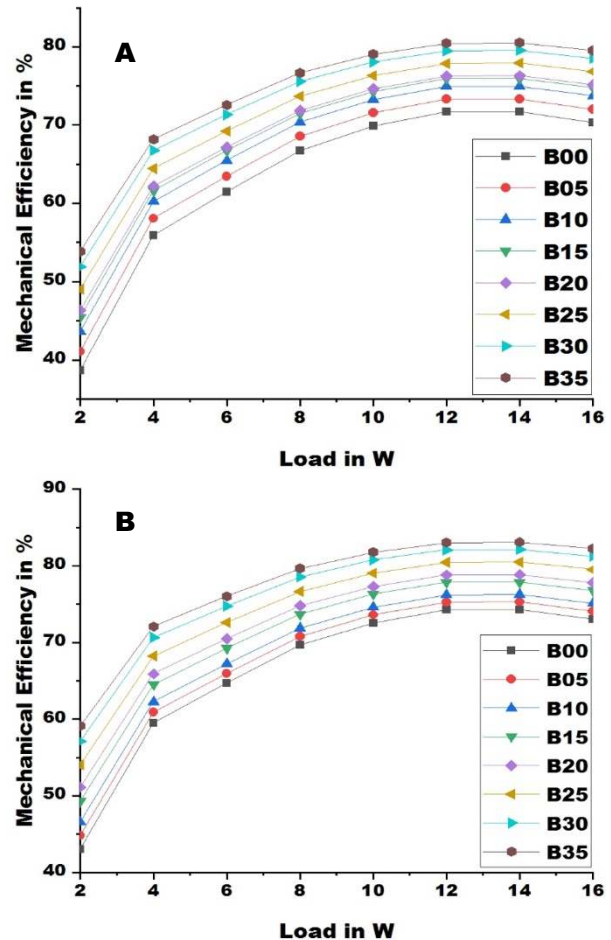 A
Mechanical Efficiency in %
80
70
60
50
40
B00
B05
B10
B15
B20
B25
B30
B35
2 4 6 8 10 12 14 16
Load in W
B
Mechanical Efficiency in %
90
80
70
60
50
40
B00
B05
B10
B15
B20
B25
B30
B35
2 4 6 8 10 12 14 16
Load in W